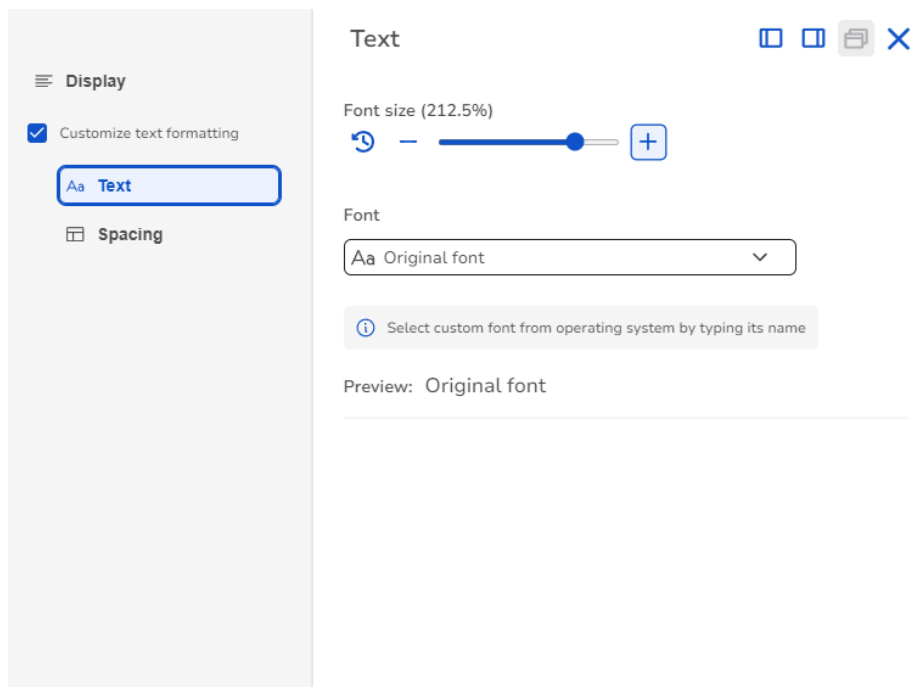 Display
Customize text formatting
Aa Text
Spacing
Text
Font size (212.5%)
Font
Aa Original font
Select custom font from operating system by typing its name
Preview: Original font